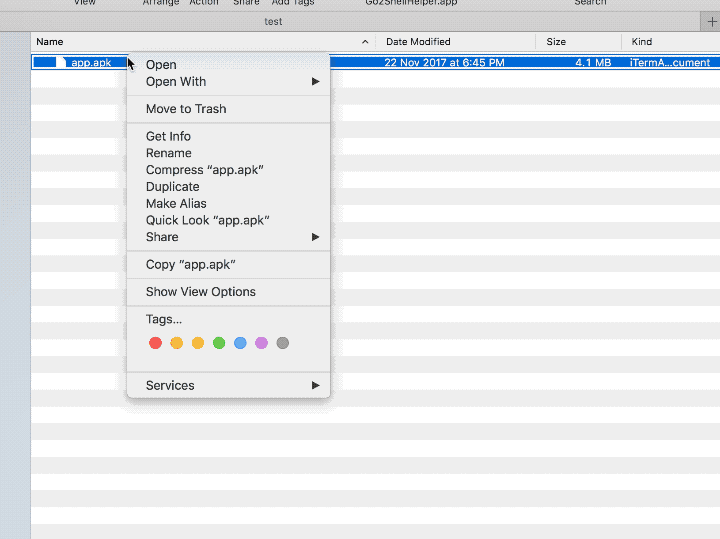 View Arrange Action Share Add Tags Go2ShellHelper.app Search
test
Name Date Modified Size Kind
app.apk 22 Nov 2017 at 6:45 PM 4.1 MB iTermA...cument
Open
Open With
Move to Trash
Get Info
Rename
Compress “app.apk”
Duplicate
Make Alias
Quick Look “app.apk”
Share
Copy “app.apk”
Show View Options
Tags...
Services